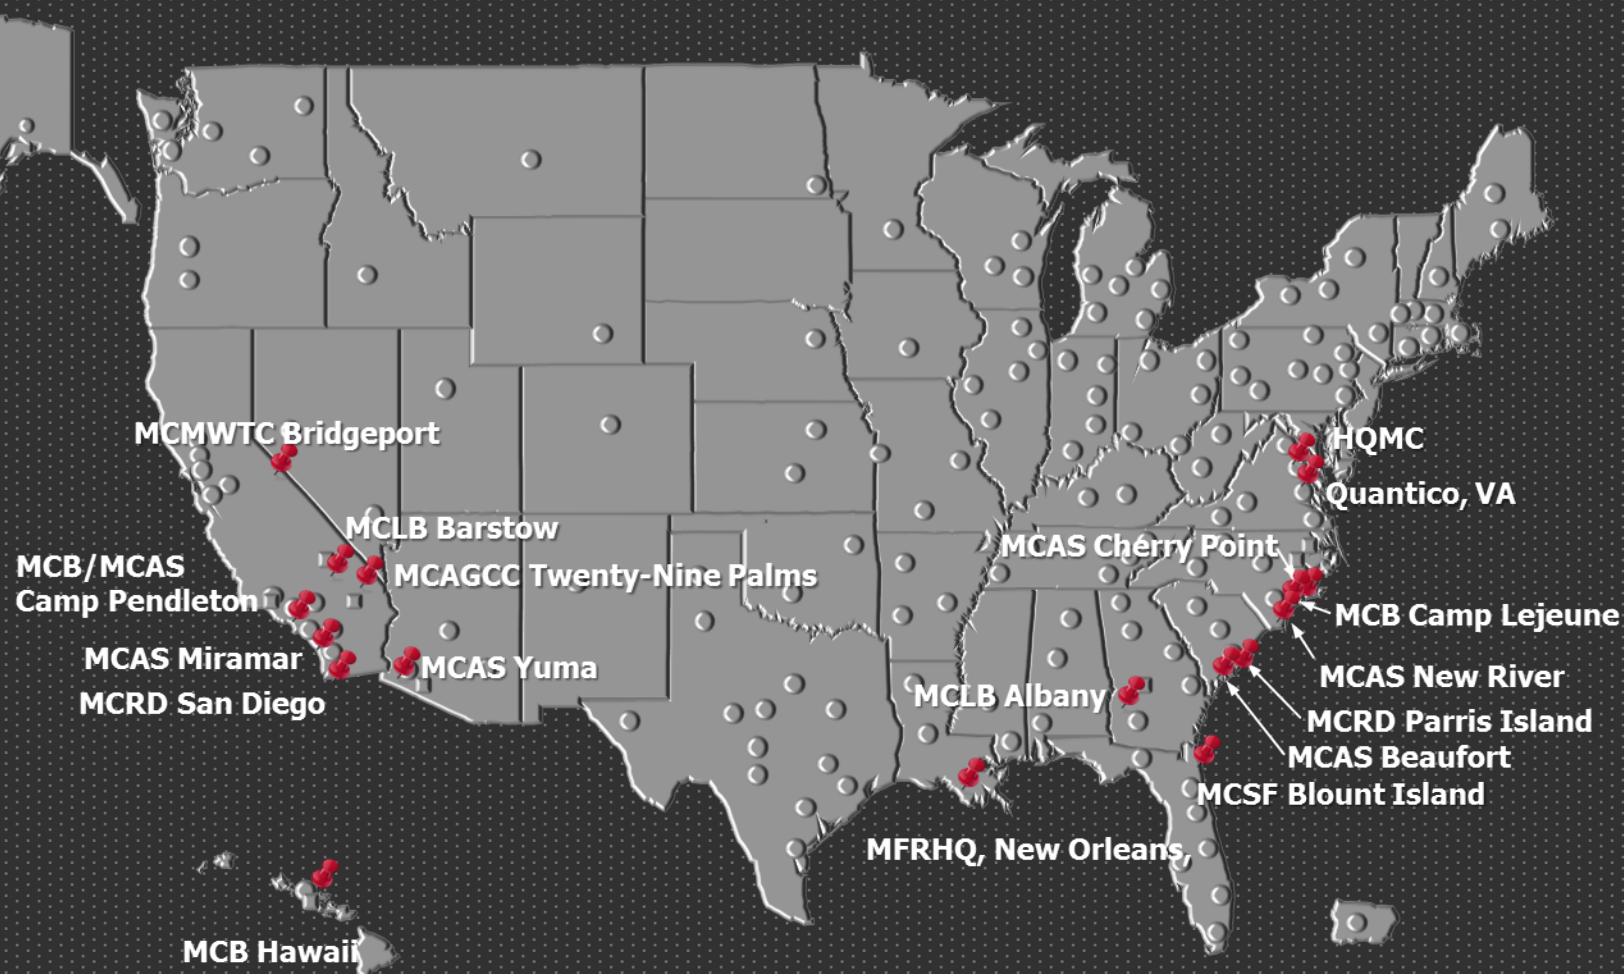 MCMWTC Bridgeport
HQMC
Quantico, VA
MCLB Barstow
MCAS Cherry Point
MCB/MCAS
Camp Pendleton
MCAGCC Twenty-Nine Palms
MCB Camp Lejeune
MCAS Miramar
MCAS Yuma
MCAS New River
MCRD San Diego
MCLB Albany
MCRD Parris Island
MCAS Beaufort
MCSF Blount Island
MFRHQ, New Orleans,
MCB Hawaii